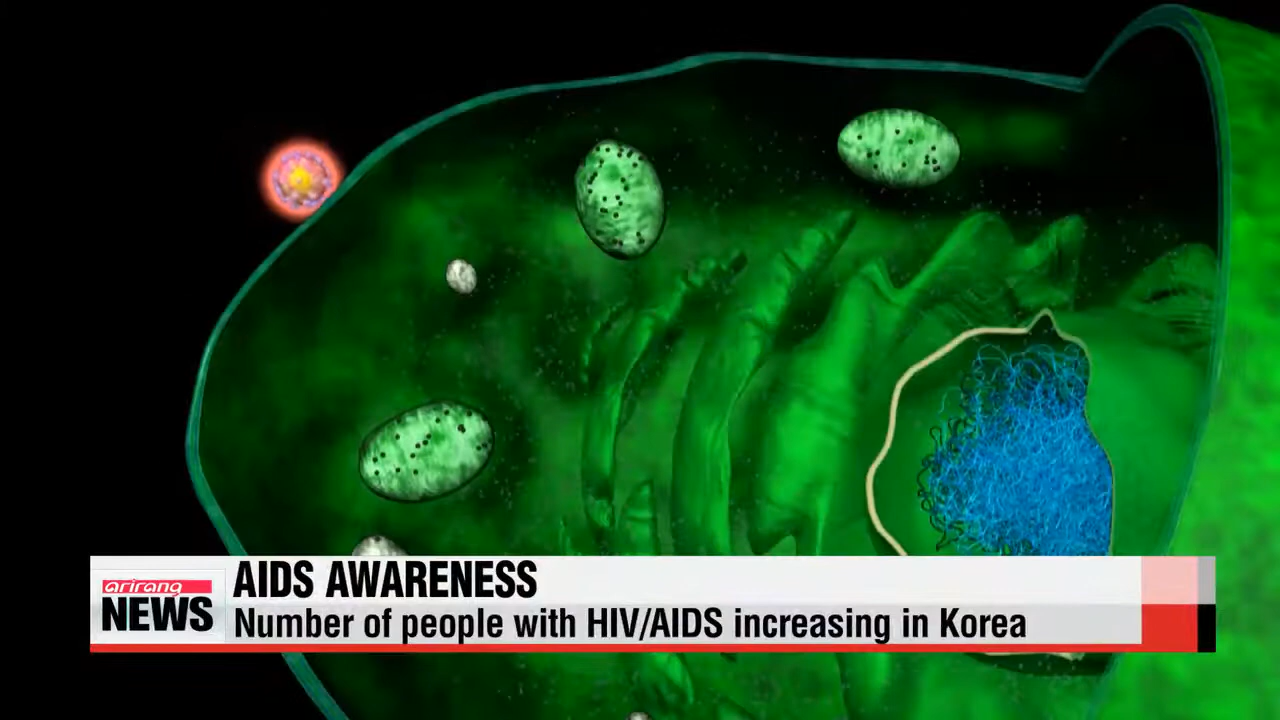 arirang
NEWS
AIDS AWARENESS
Number of people with HIV/AIDS increasing in Korea